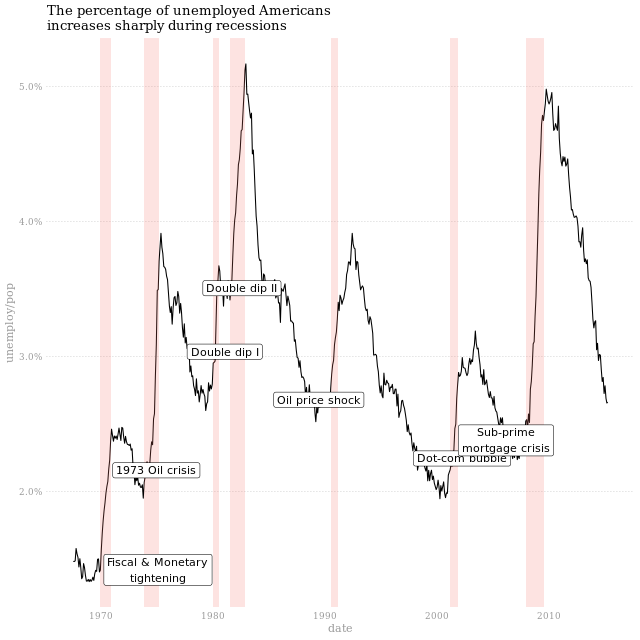 The percentage of unemployed Americans
increases sharply during recessions
unemploy/pop
5.0%
4.0%
3.0%
2.0%
Double dip II
Double dip I
Oil price shock
Sub-prime
mortgage crisis
Dot-com bubble
1973 Oil crisis
Fiscal & Monetary
tightening
1970
1980
1990
2000
2010
date